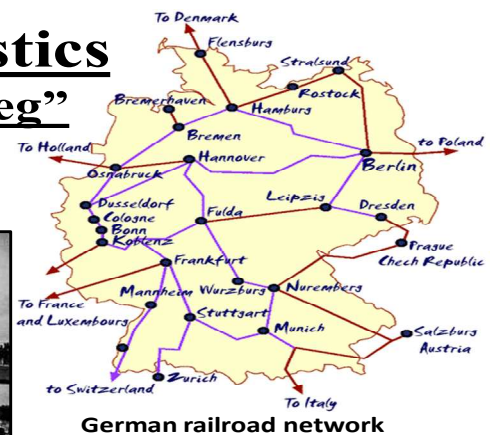 stics
eg”
To Denmark
Flensburg
Stralsund
Rostock
Bremerhaven
Hamburg
Bremen
To Holland
Hannover
to Poland
Osnabruck
Berlin
Leipzig
Dresden
Dusseldorf
Cologne
Fulda
Bonn
Koblenz
Prague
Chech Republic
Frankfurt
To France
and Luxembourg
Mannheim
Wurzburg
Nuremberg
Stuttgart
Munich
Salzburg
Austria
to Switzerland
Zurich
To Italy
German railroad network